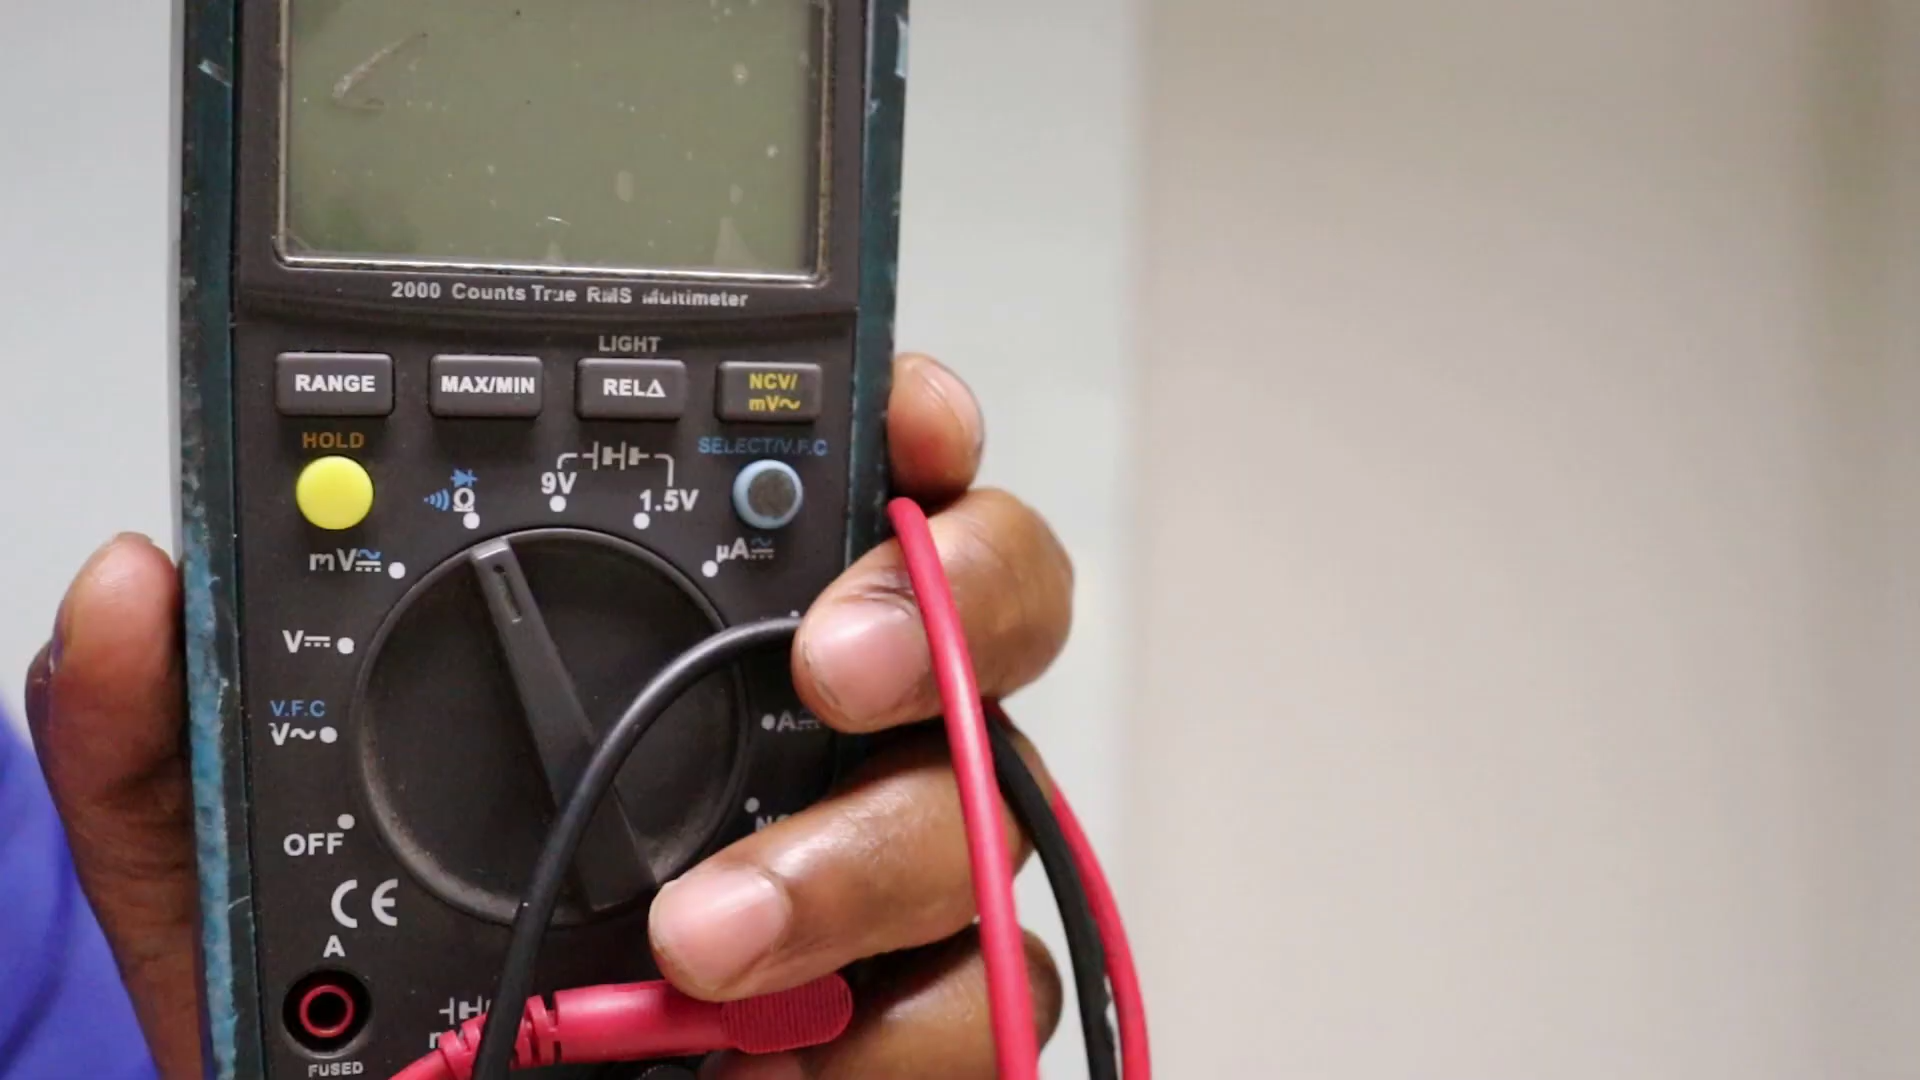 2000 Counts True RMS Multimeter
LIGHT
RANGE
MAX/MIN
RELΔ
NCV/
mV~
HOLD
SELECT/V.F.C
Ω
9V
1.5V
mV
µA
V
V.F.C
V~
A
OFF
CE
A
FUSED